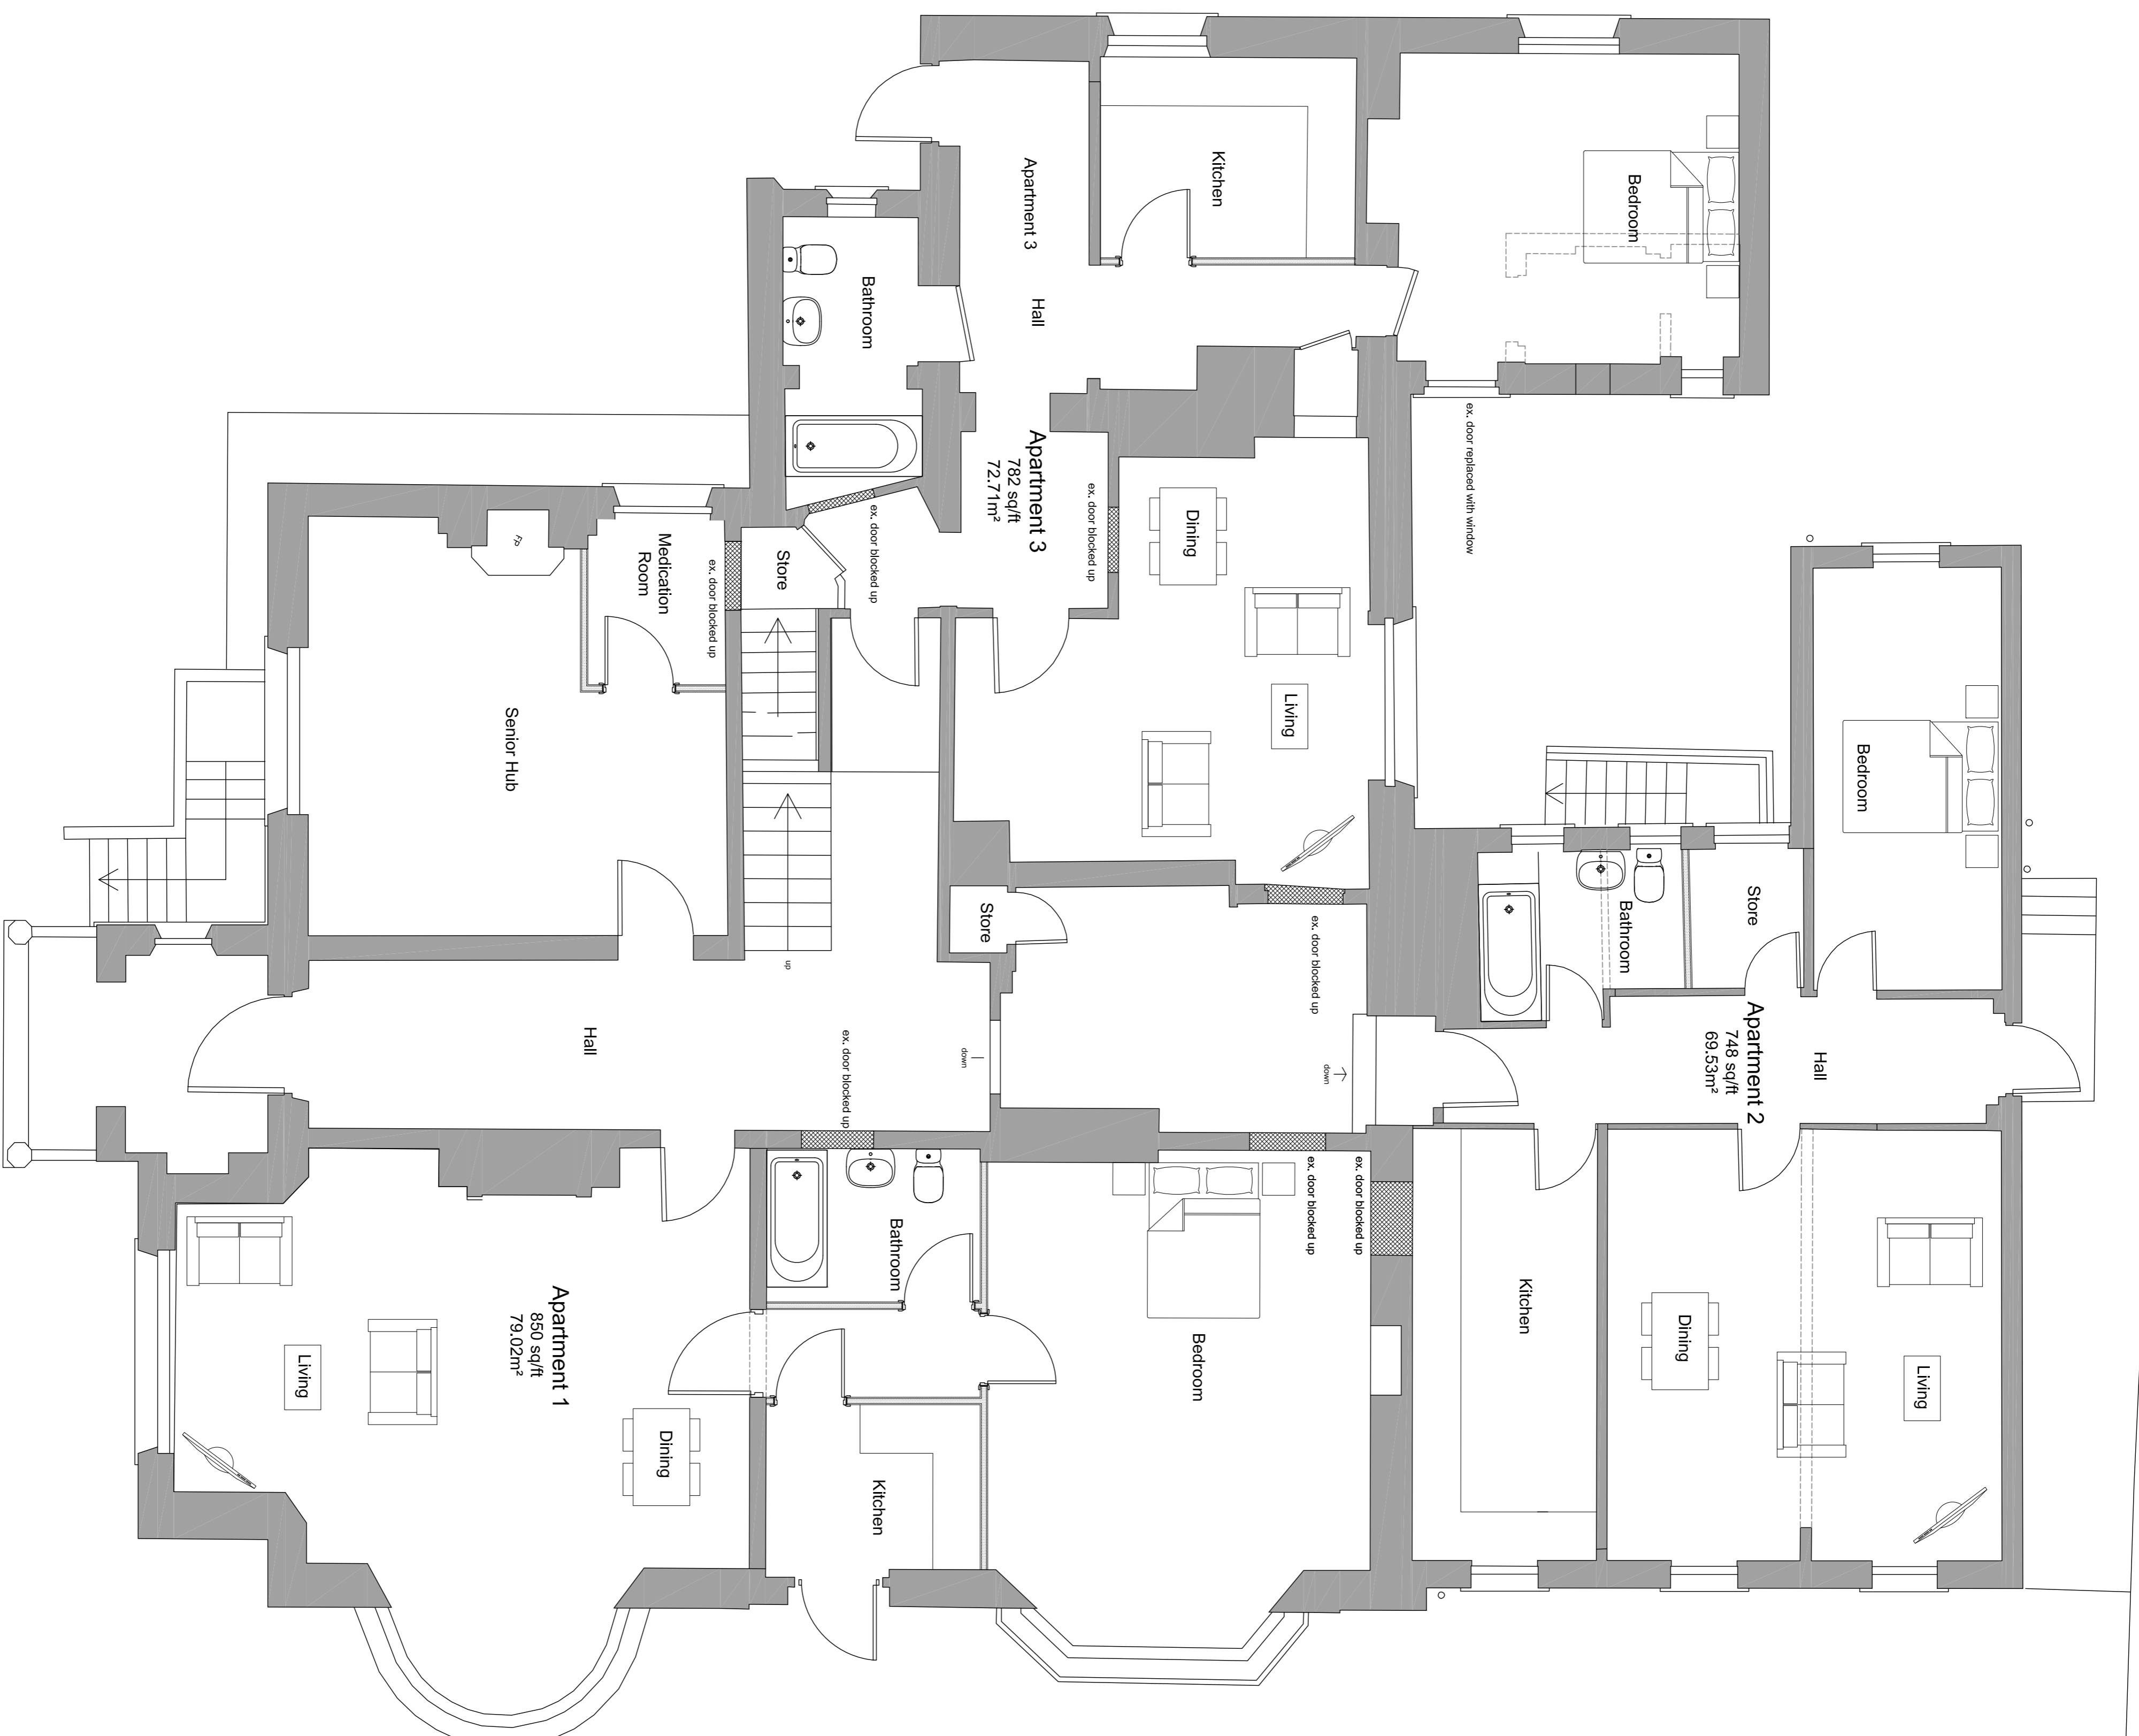 Bedroom
Kitchen
Apartment 3
Hall
Bathroom
ex. door replaced with window
Apartment 3
782 sq/ft
72.71m²
ex. door blocked up
Dining
ex. door blocked up
Store
ex. door blocked up
Medication
Room
Fp
Living
Senior Hub
Bedroom
Store
Bathroom
ex. door blocked up
Store
up
Apartment 2
748 sq/ft
69.53m²
Hall
down
down
ex. door blocked up
Hall
ex. door blocked up
ex. door blocked up
Bathroom
Bedroom
Kitchen
Dining
Living
Apartment 1
850 sq/ft
79.02m²
Living
Dining
Kitchen